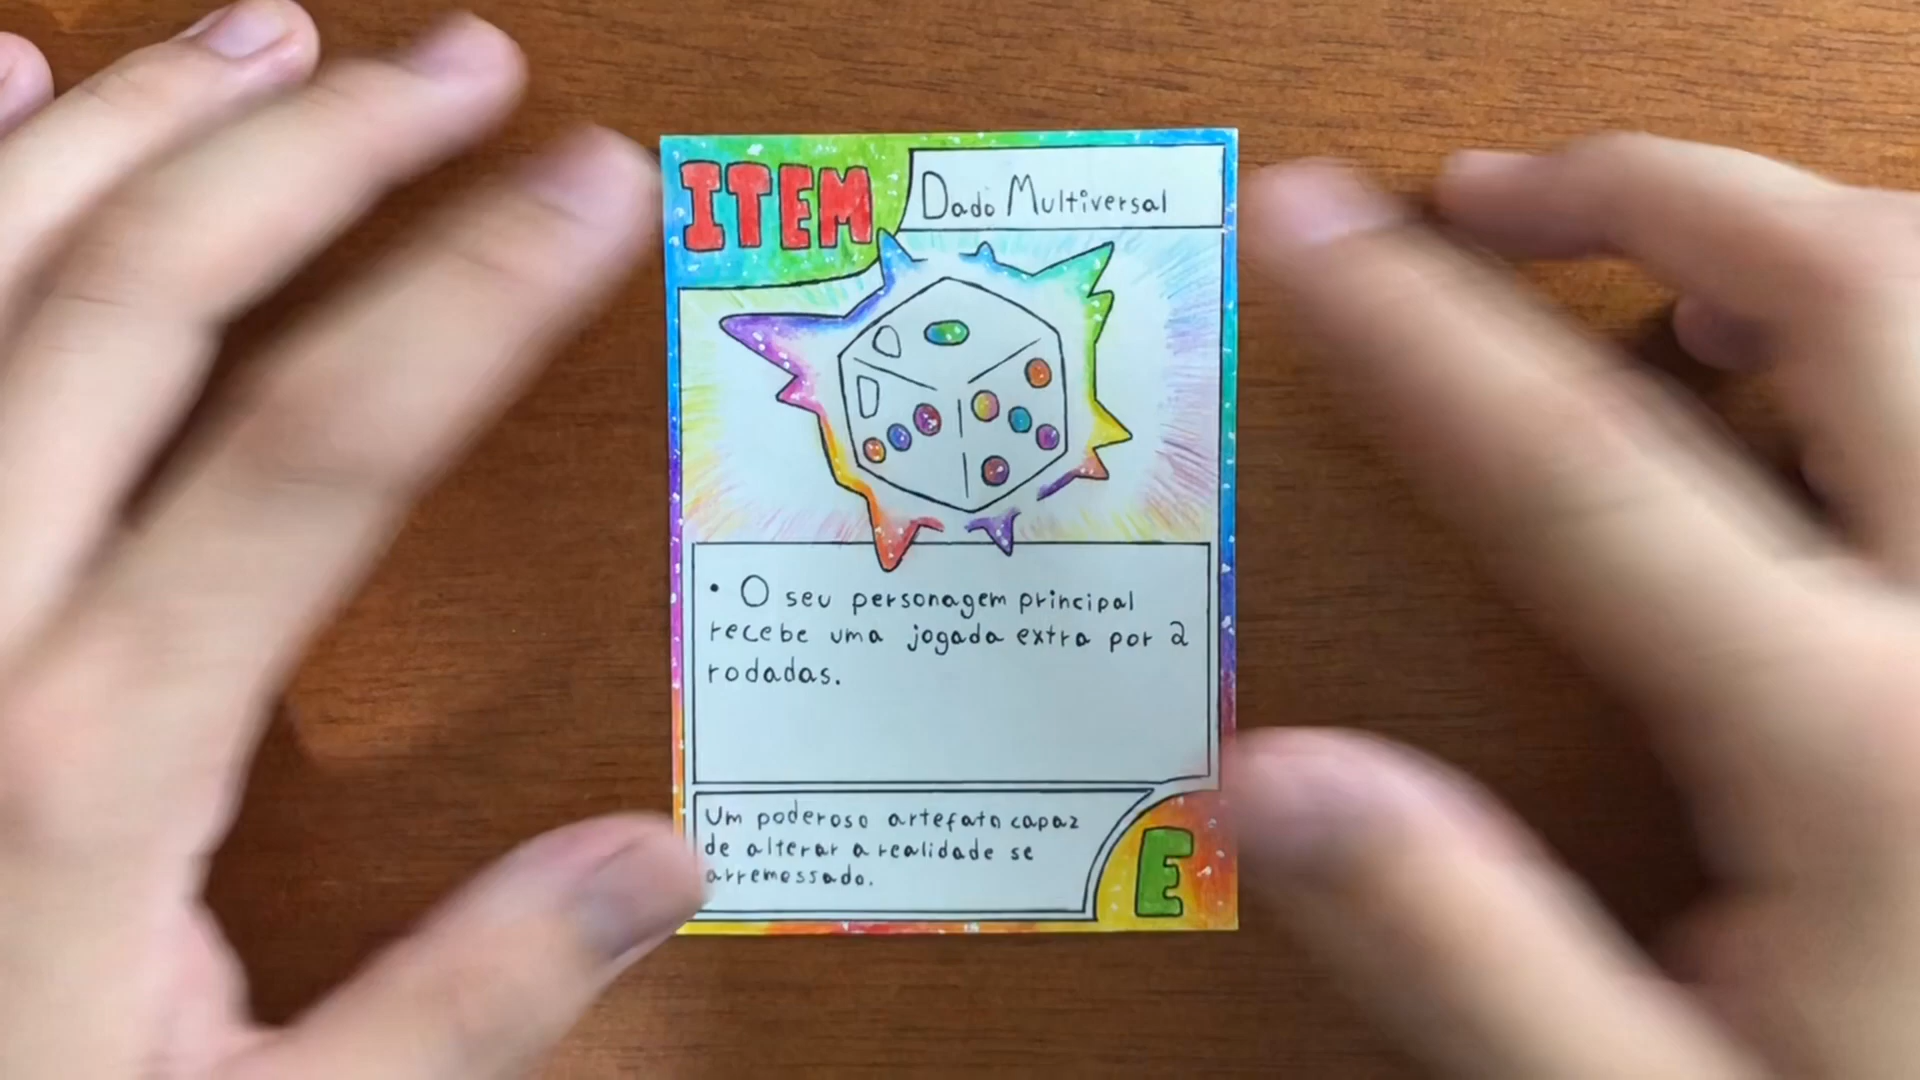 ITEM
Dado Multiversal
• O seu personagem principal
recebe uma jogada extra por 2
rodadas.
Um poderoso artefato capaz
de alterar a realidade se
arremessado.
E